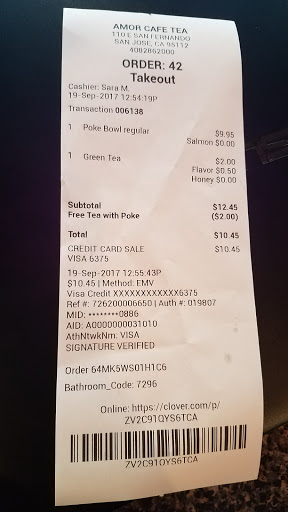 AMOR CAFE TEA
110 E SAN FERNANDO
SAN JOSE, CA 95112
4082862000
ORDER: 42
Takeout
Cashier: Sara M.
19-Sep-2017 12:54:19P
Transaction 006138
1 Poke Bowl regular $9.95
Salmon $0.00
1 Green Tea $2.00
Flavor $0.50
Honey $0.00
Subtotal $12.45
Free Tea with Poke ($2.00)
Total $10.45
CREDIT CARD SALE $10.45
VISA 6375
19-Sep-2017 12:55:43P
$10.45 | Method: EMV
Visa Credit XXXXXXXXXXXX6375
Ref #: 726200006650 | Auth #: 019807
MID: ********0886
AID: A0000000031010
AthNtwkNm: VISA
SIGNATURE VERIFIED
Order 64MK5WS01H1C6
Bathroom_Code: 7296
Online: https://clover.com/p/
ZV2C91QYS6TCA
ZV2C91QYS6TCA